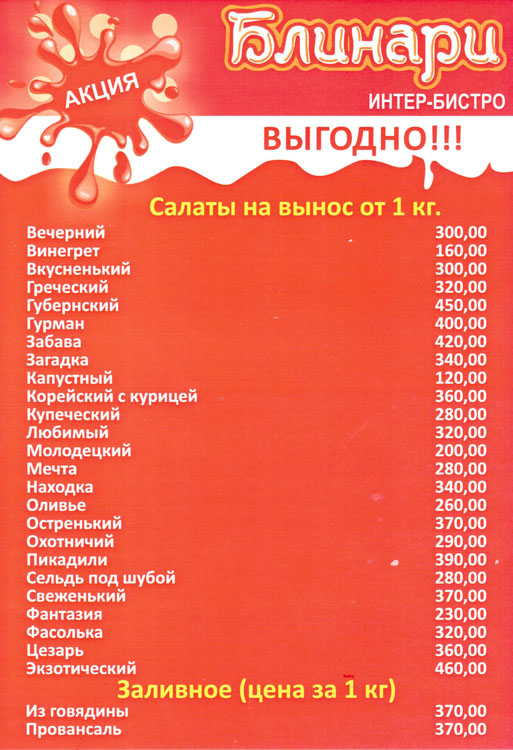 Блинари
АКЦИЯ
ИНТЕР-БИСТРО
ВЫГОДНО!!!
Салаты на вынос от 1 кг.
Вечерний 300,00
Винегрет 160,00
Вкусненький 300,00
Греческий 320,00
Губернский 450,00
Гурман 400,00
Забава 420,00
Загадка 340,00
Капустный 120,00
Корейский с курицей 360,00
Купеческий 280,00
Любимый 320,00
Молодецкий 200,00
Мечта 280,00
Находка 340,00
Оливье 260,00
Остренький 370,00
Охотничий 290,00
Пикадили 390,00
Сельдь под шубой 280,00
Свеженький 370,00
Фантазия 230,00
Фасолька 320,00
Цезарь 360,00
Экзотический 460,00
Заливное (цена за 1 кг)
Из говядины 370,00
Провансаль 370,00